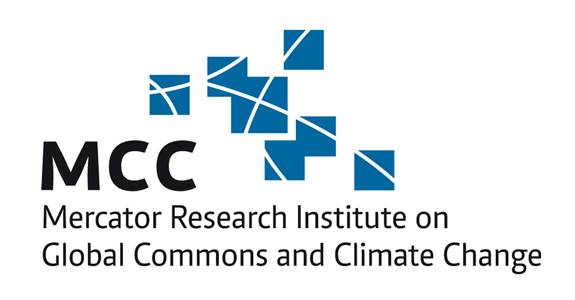 MCC
Mercator Research Institute on
Global Commons and Climate Change